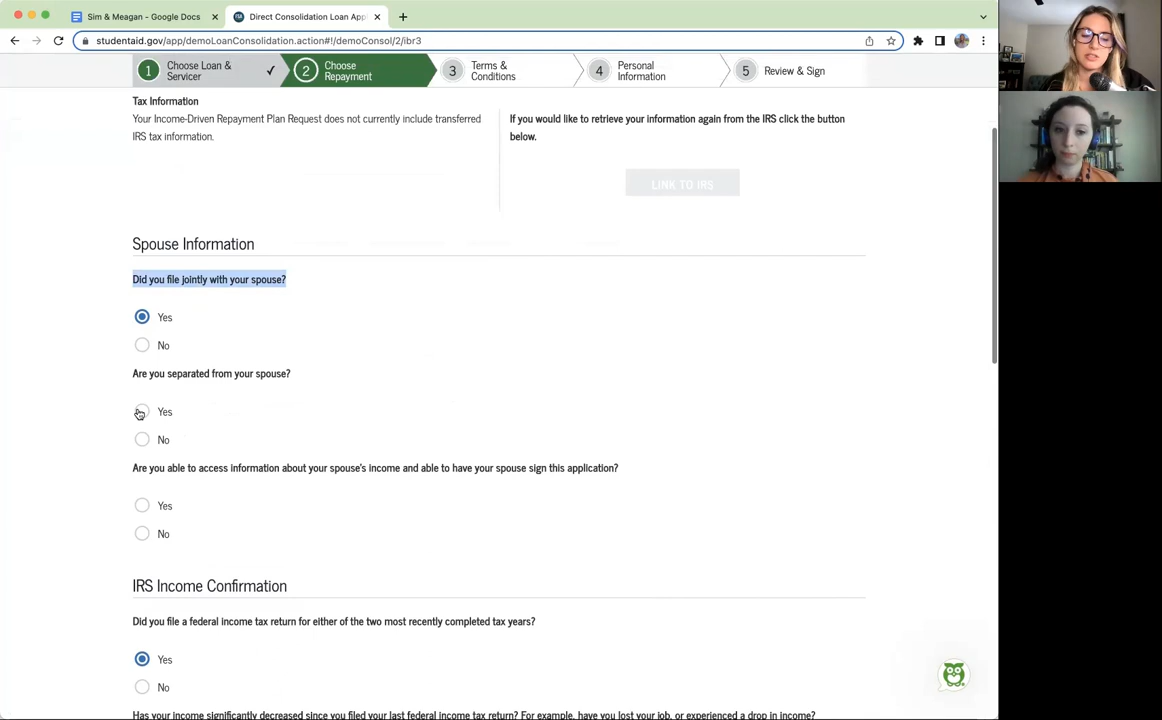 Sim & Meagan - Google Docs
Direct Consolidation Loan App
studentaid.gov/app/demoLoanConsolidation.action#!/demoConsol/2/ibr3
1 Choose Loan & Servicer
2 Choose Repayment
3 Terms & Conditions
4 Personal Information
5 Review & Sign
Tax Information
Your Income-Driven Repayment Plan Request does not currently include transferred
IRS tax information.
If you would like to retrieve your information again from the IRS click the button
below.
LINK TO IRS
Spouse Information
Did you file jointly with your spouse?
Yes
No
Are you separated from your spouse?
Yes
No
Are you able to access information about your spouse's income and able to have your spouse sign this application?
Yes
No
IRS Income Confirmation
Did you file a federal income tax return for either of the two most recently completed tax years?
Yes
No
Has your income significantly decreased since you filed your last federal income tax return? For example, have you lost your job, or experienced a drop in income?